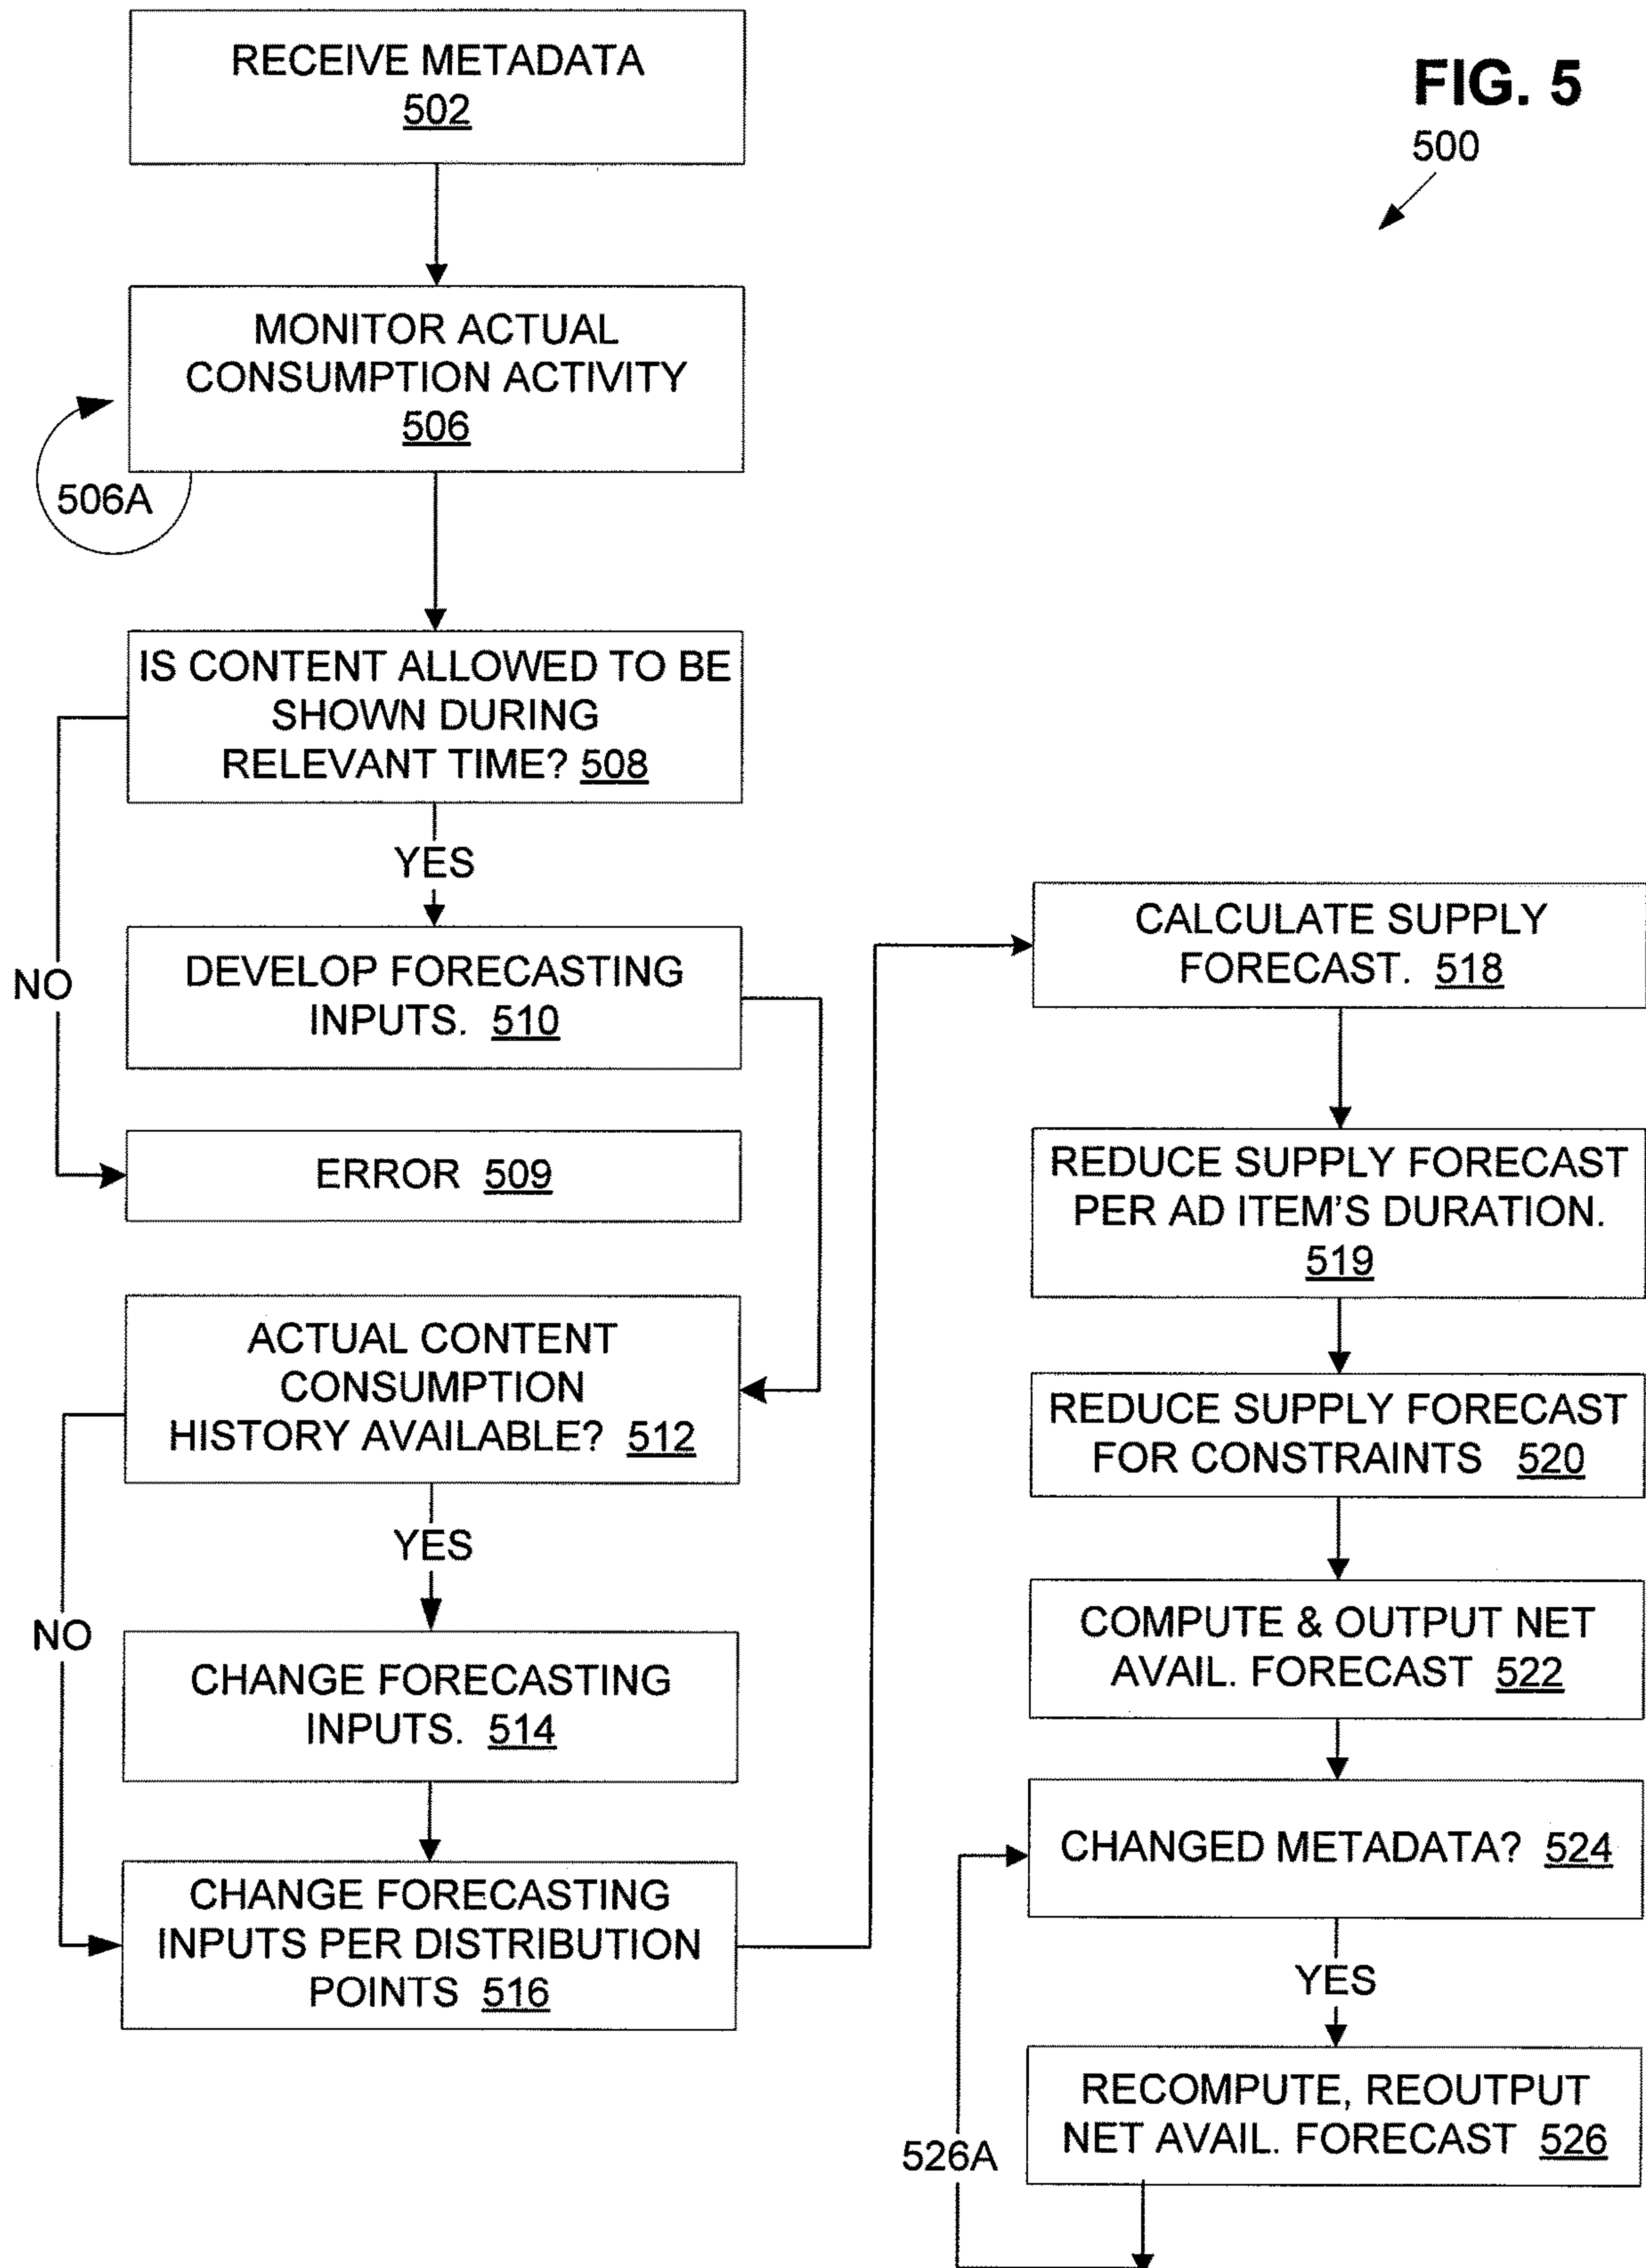 FIG. 5
500
RECEIVE METADATA
502
MONITOR ACTUAL
CONSUMPTION ACTIVITY
506
506A
IS CONTENT ALLOWED TO BE
SHOWN DURING
RELEVANT TIME? 508
YES
NO
DEVELOP FORECASTING
INPUTS. 510
ERROR 509
ACTUAL CONTENT
CONSUMPTION
HISTORY AVAILABLE? 512
YES
NO
CHANGE FORECASTING
INPUTS. 514
CHANGE FORECASTING
INPUTS PER DISTRIBUTION
POINTS 516
CALCULATE SUPPLY
FORECAST. 518
REDUCE SUPPLY FORECAST
PER AD ITEM'S DURATION.
519
REDUCE SUPPLY FORECAST
FOR CONSTRAINTS 520
COMPUTE & OUTPUT NET
AVAIL. FORECAST 522
CHANGED METADATA? 524
YES
RECOMPUTE, REOUTPUT
NET AVAIL. FORECAST 526
526A